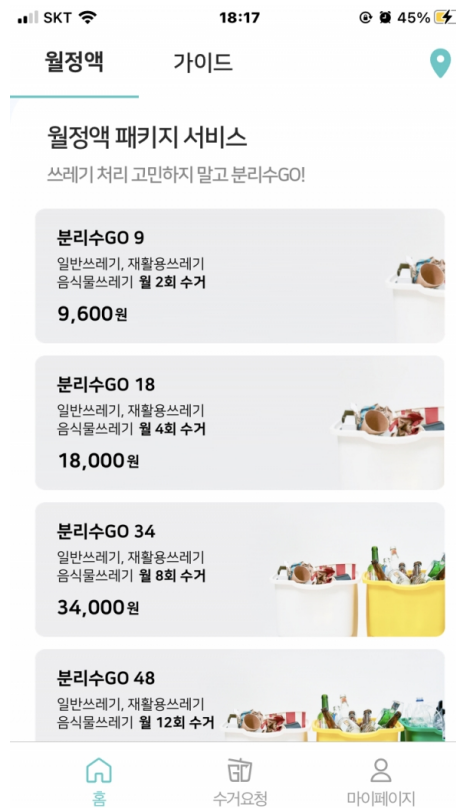 SKT 18:17 45%
월정액 가이드
월정액 패키지 서비스
쓰레기 처리 고민하지 말고 분리수GO!
분리수GO 9
일반쓰레기, 재활용쓰레기
음식물쓰레기 월 2회 수거
9,600원
분리수GO 18
일반쓰레기, 재활용쓰레기
음식물쓰레기 월 4회 수거
18,000원
분리수GO 34
일반쓰레기, 재활용쓰레기
음식물쓰레기 월 8회 수거
34,000원
분리수GO 48
일반쓰레기, 재활용쓰레기
음식물쓰레기 월 12회 수거
홈 수거요청 마이페이지